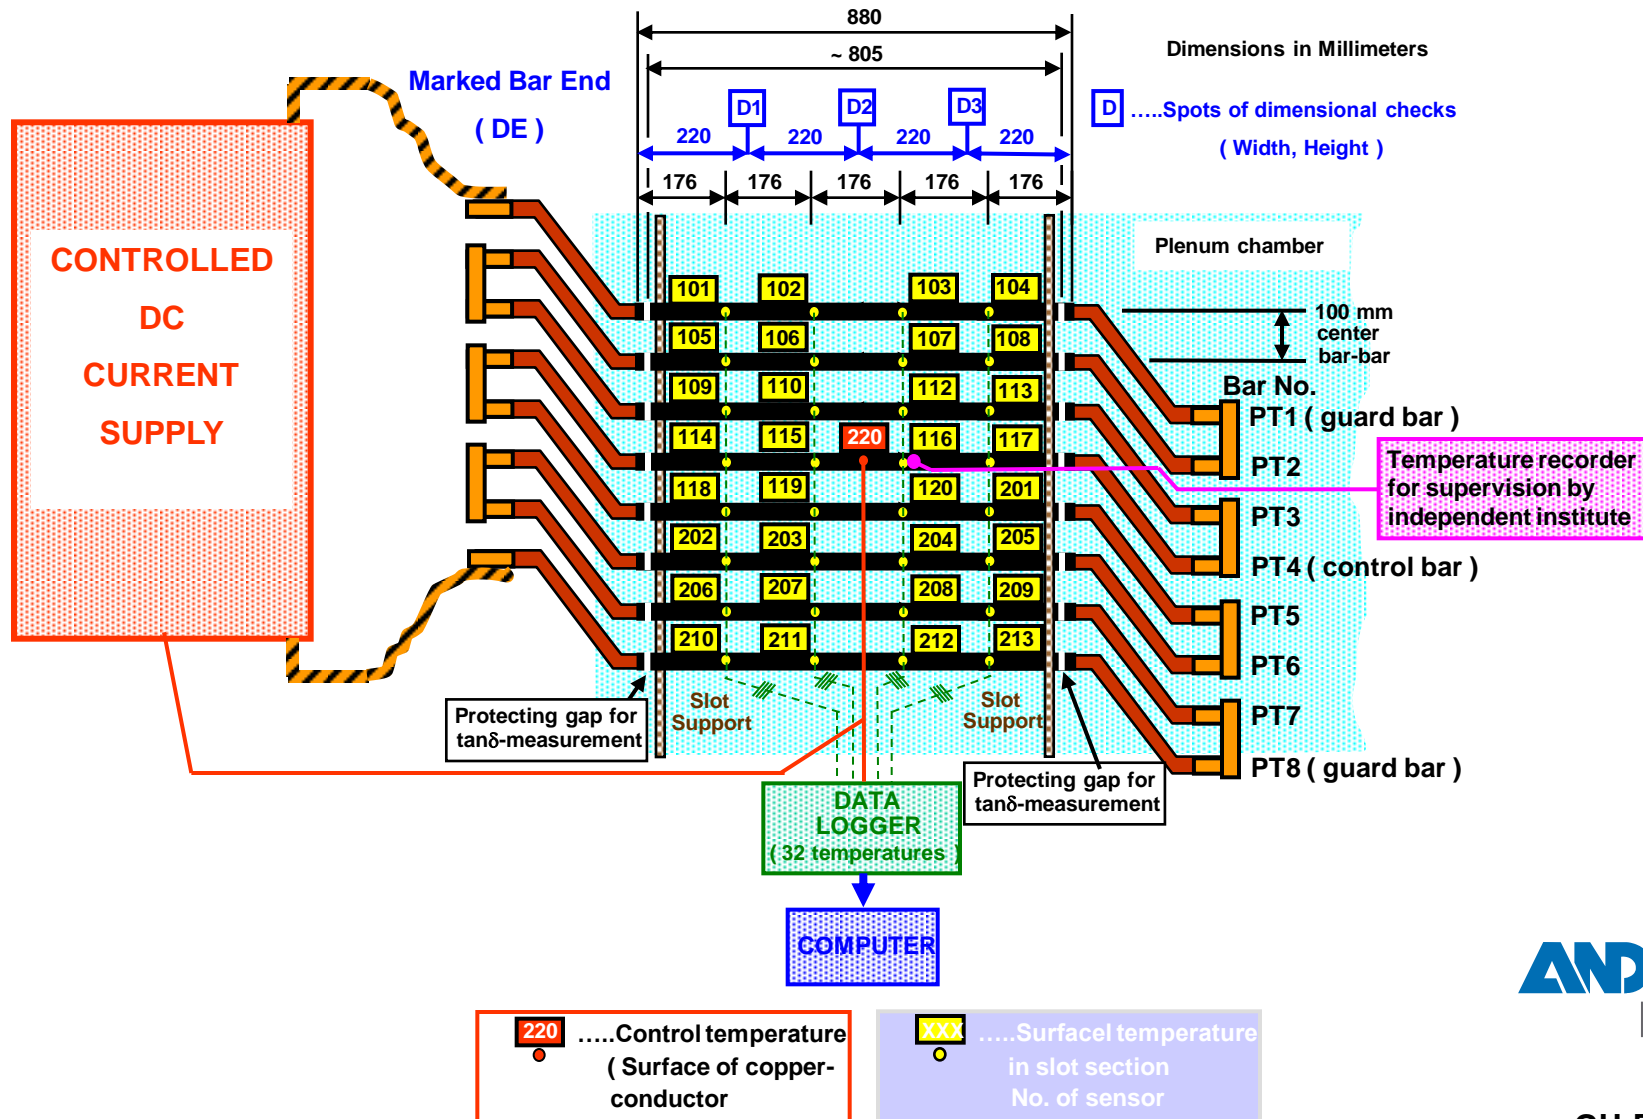 880
~ 805
Dimensions in Millimeters
Marked Bar End
( DE )
D1
D2
D3
D …..Spots of dimensional checks
( Width, Height )
220 220 220 220
176 176 176 176 176
CONTROLLED
DC
CURRENT
SUPPLY
Plenum chamber
101 102 103 104
105 106 107 108
109 110 112 113
114 115 220 116 117
118 119 120 201
202 203 204 205
206 207 208 209
210 211 212 213
100 mm
center
bar-bar
Bar No.
PT1 ( guard bar )
PT2
PT3
PT4 ( control bar )
PT5
PT6
PT7
PT8 ( guard bar )
Temperature recorder
for supervision by
independent institute
Slot
Support
Slot
Support
Protecting gap for
tanδ-measurement
Protecting gap for
tanδ-measurement
DATA
LOGGER
( 32 temperatures )
COMPUTER
220 …..Control temperature
( Surface of copper-
conductor
XXX …..Surfacel temperature
in slot section
No. of sensor
AND